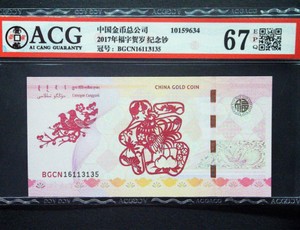 ACG
AI CANG GUARANTY
中国金币总公司 10159634
2017年福字贺岁 纪念钞
冠号: BGCN16113135
67 EPQ
CHINA GOLD COIN
BGCN16113135